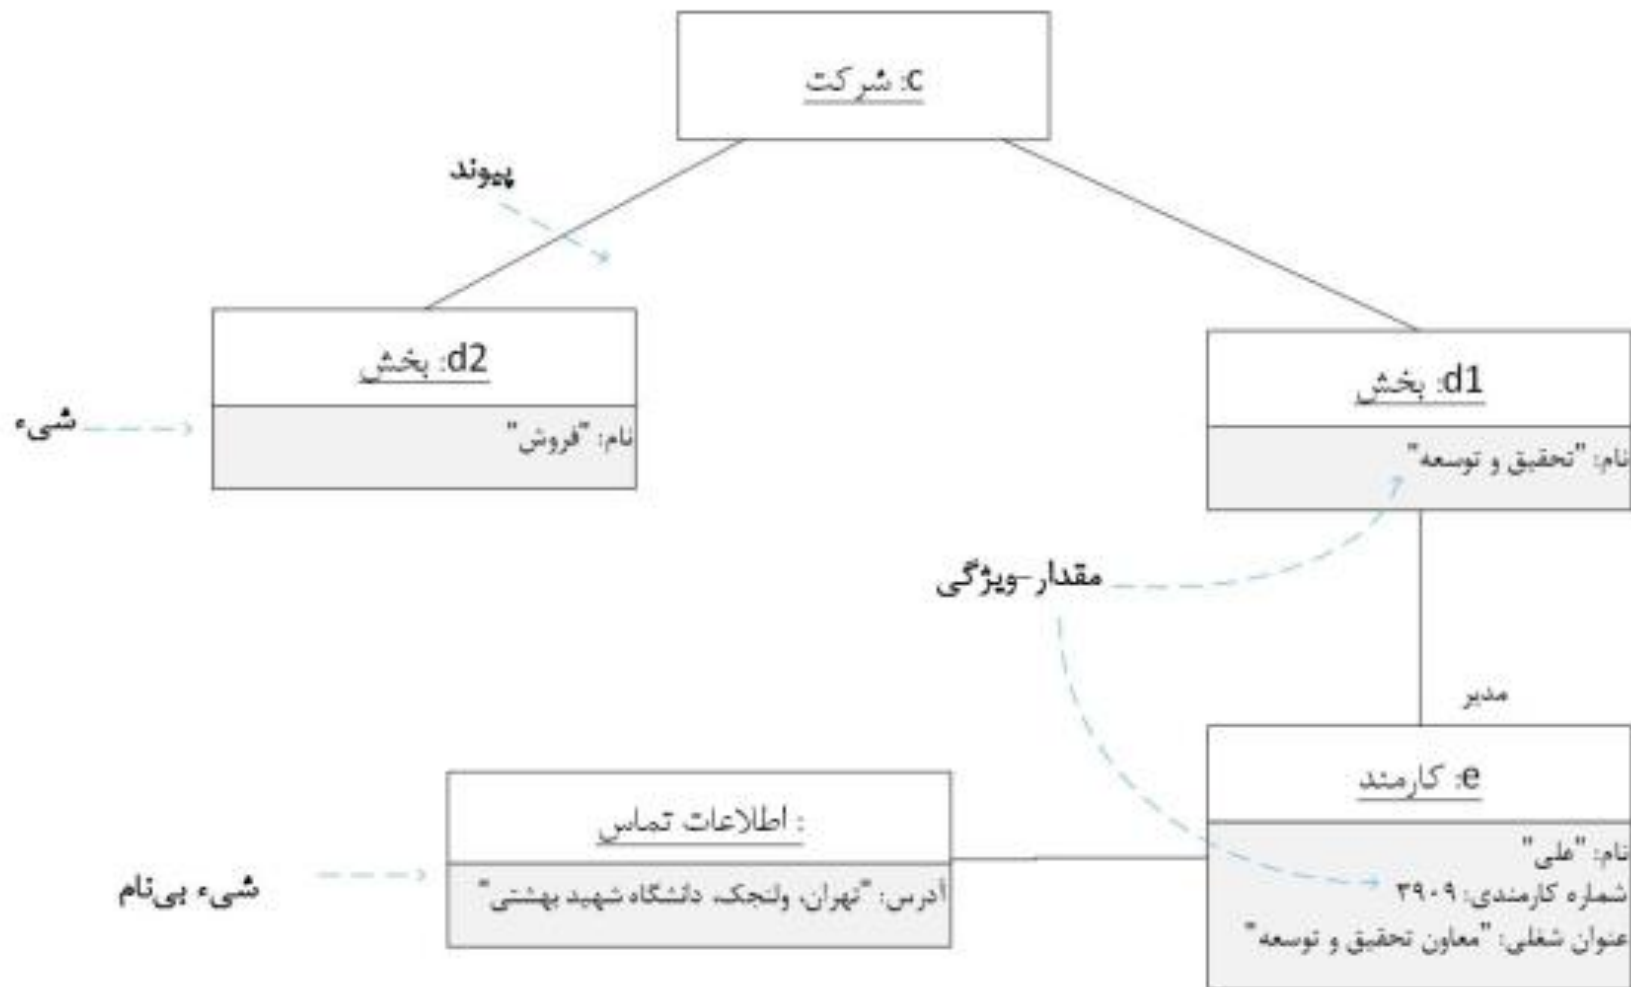 c: شرکت
پیوند
d2: بخش
نام: "فروش"
شیء
d1: بخش
نام: "تحقیق و توسعه"
مقدار-ویژگی
مدیر
e: کارمند
نام: "علی"
شماره کارمندی: ۳۹۰۹
عنوان شغلی: "معاون تحقیق و توسعه"
: اطلاعات تماس
آدرس: "تهران، ولنجک، دانشگاه شهید بهشتی"
شیء بی‌نام